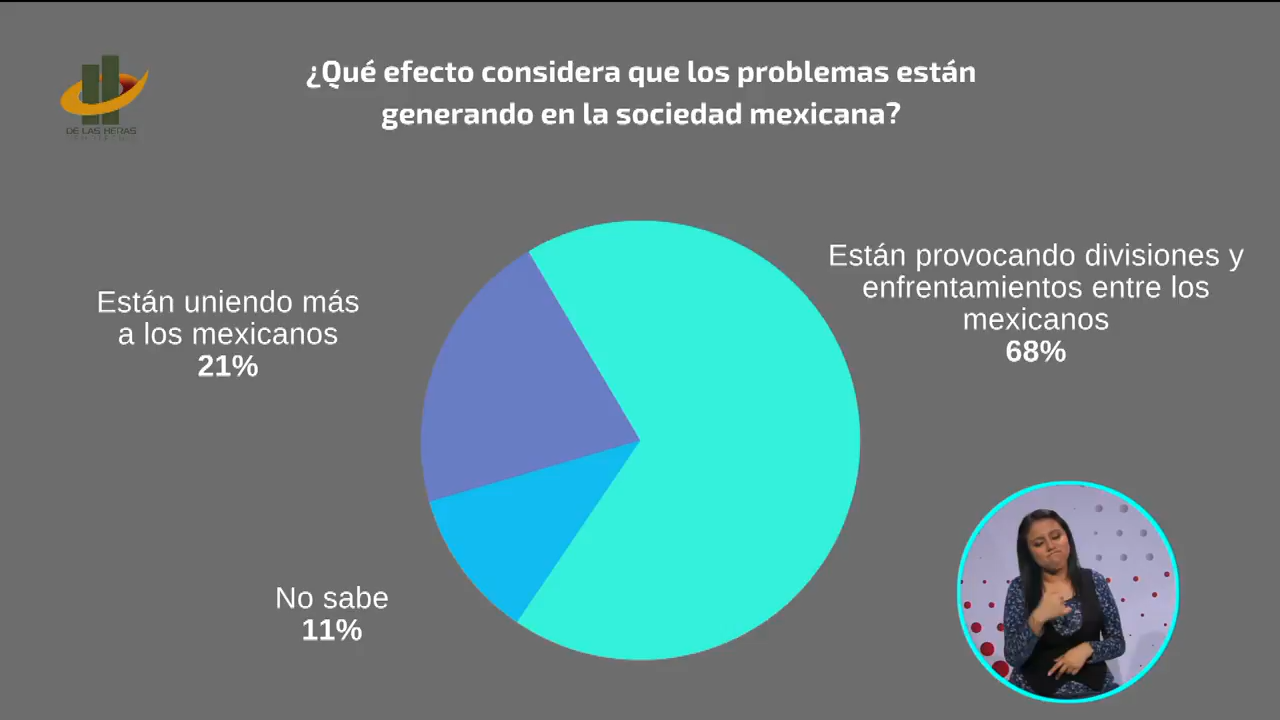 ¿Qué efecto considera que los problemas están
generando en la sociedad mexicana?
DE LAS HERAS
Están provocando divisiones y
enfrentamientos entre los
mexicanos
68%
Están uniendo más
a los mexicanos
21%
No sabe
11%